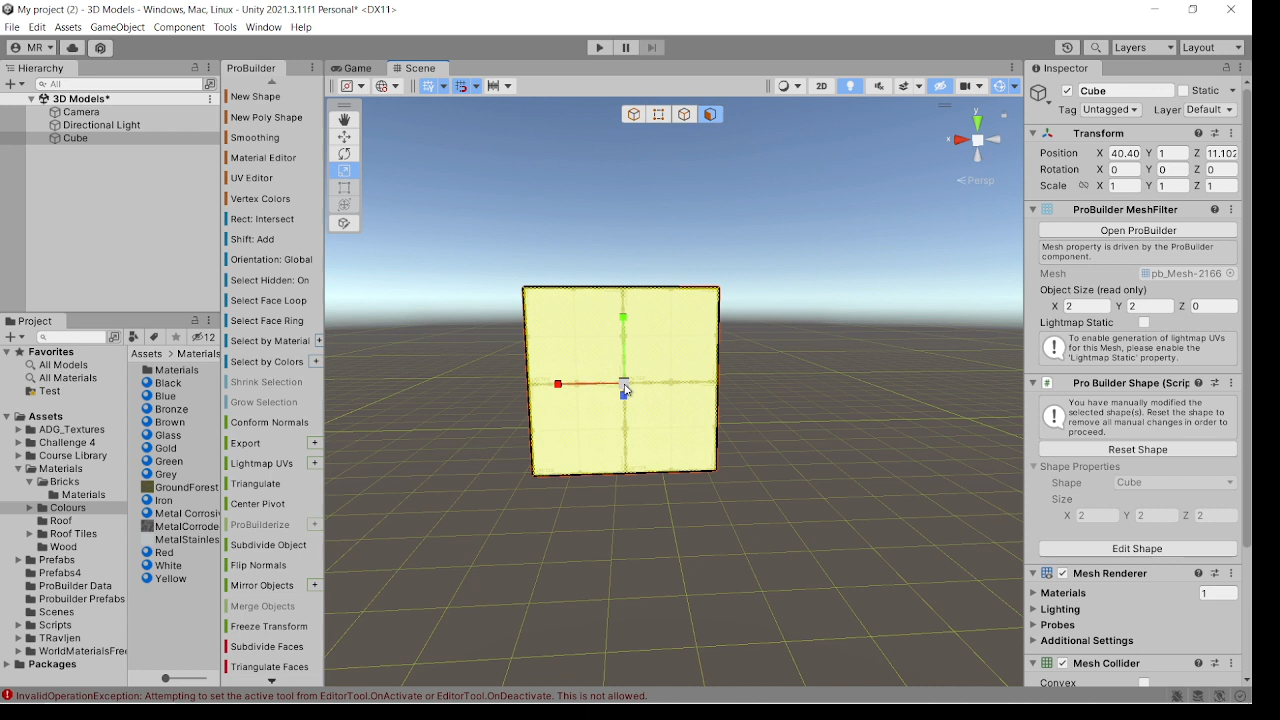 My project (2) - 3D Models - Windows, Mac, Linux - Unity 2021.3.11f1 Personal* <DX11>
File Edit Assets GameObject Component Tools Window Help
MR Layers Layout
Hierarchy
All
3D Models*
Camera
Directional Light
Cube
Project
12
Favorites
All Models
All Materials
Test
Assets
ADG_Textures
Challenge 4
Course Library
Materials
Bricks
Materials
Colours
Roof
Roof Tiles
Wood
Prefabs
Prefabs4
ProBuilder Data
Probuilder Prefabs
Scenes
Scripts
TRavljen
WorldMaterialsFree
Packages
Assets > Materials
Materials
Black
Blue
Bronze
Brown
Glass
Gold
Green
Grey
GroundForest
Iron
Metal Corrosi
MetalCorrode
MetalStainles
Red
White
Yellow
ProBuilder
New Shape
New Poly Shape
Smoothing
Material Editor
UV Editor
Vertex Colors
Rect: Intersect
Shift: Add
Orientation: Global
Select Hidden: On
Select Face Loop
Select Face Ring
Select by Material +
Select by Colors +
Shrink Selection
Grow Selection
Conform Normals
Export +
Lightmap UVs +
Triangulate
Center Pivot
ProBuilderize +
Subdivide Object
Flip Normals
Mirror Objects +
Merge Objects
Freeze Transform
Subdivide Faces
Triangulate Faces
Game Scene
2D
y
x
Persp
Inspector
Cube Static
Tag Untagged Layer Default
Transform
Position X 40.40 Y 1 Z 11.102
Rotation X 0 Y 0 Z 0
Scale X 1 Y 1 Z 1
ProBuilder MeshFilter
Open ProBuilder
Mesh property is driven by the ProBuilder
component.
Mesh pb_Mesh-2166
Object Size (read only)
X 2 Y 2 Z 0
Lightmap Static
To enable generation of lightmap UVs
for this Mesh, please enable the
'Lightmap Static' property.
Pro Builder Shape (Scrip
You have manually modified the
selected shape(s). Reset the shape to
remove all manual changes in order to
proceed.
Reset Shape
Shape Properties
Shape Cube
Size
X 2 Y 2 Z 2
Edit Shape
Mesh Renderer
Materials 1
Lighting
Probes
Additional Settings
Mesh Collider
Convex
InvalidOperationException: Attempting to set the active tool from EditorTool.OnActivate or EditorTool.OnDeactivate. This is not allowed.